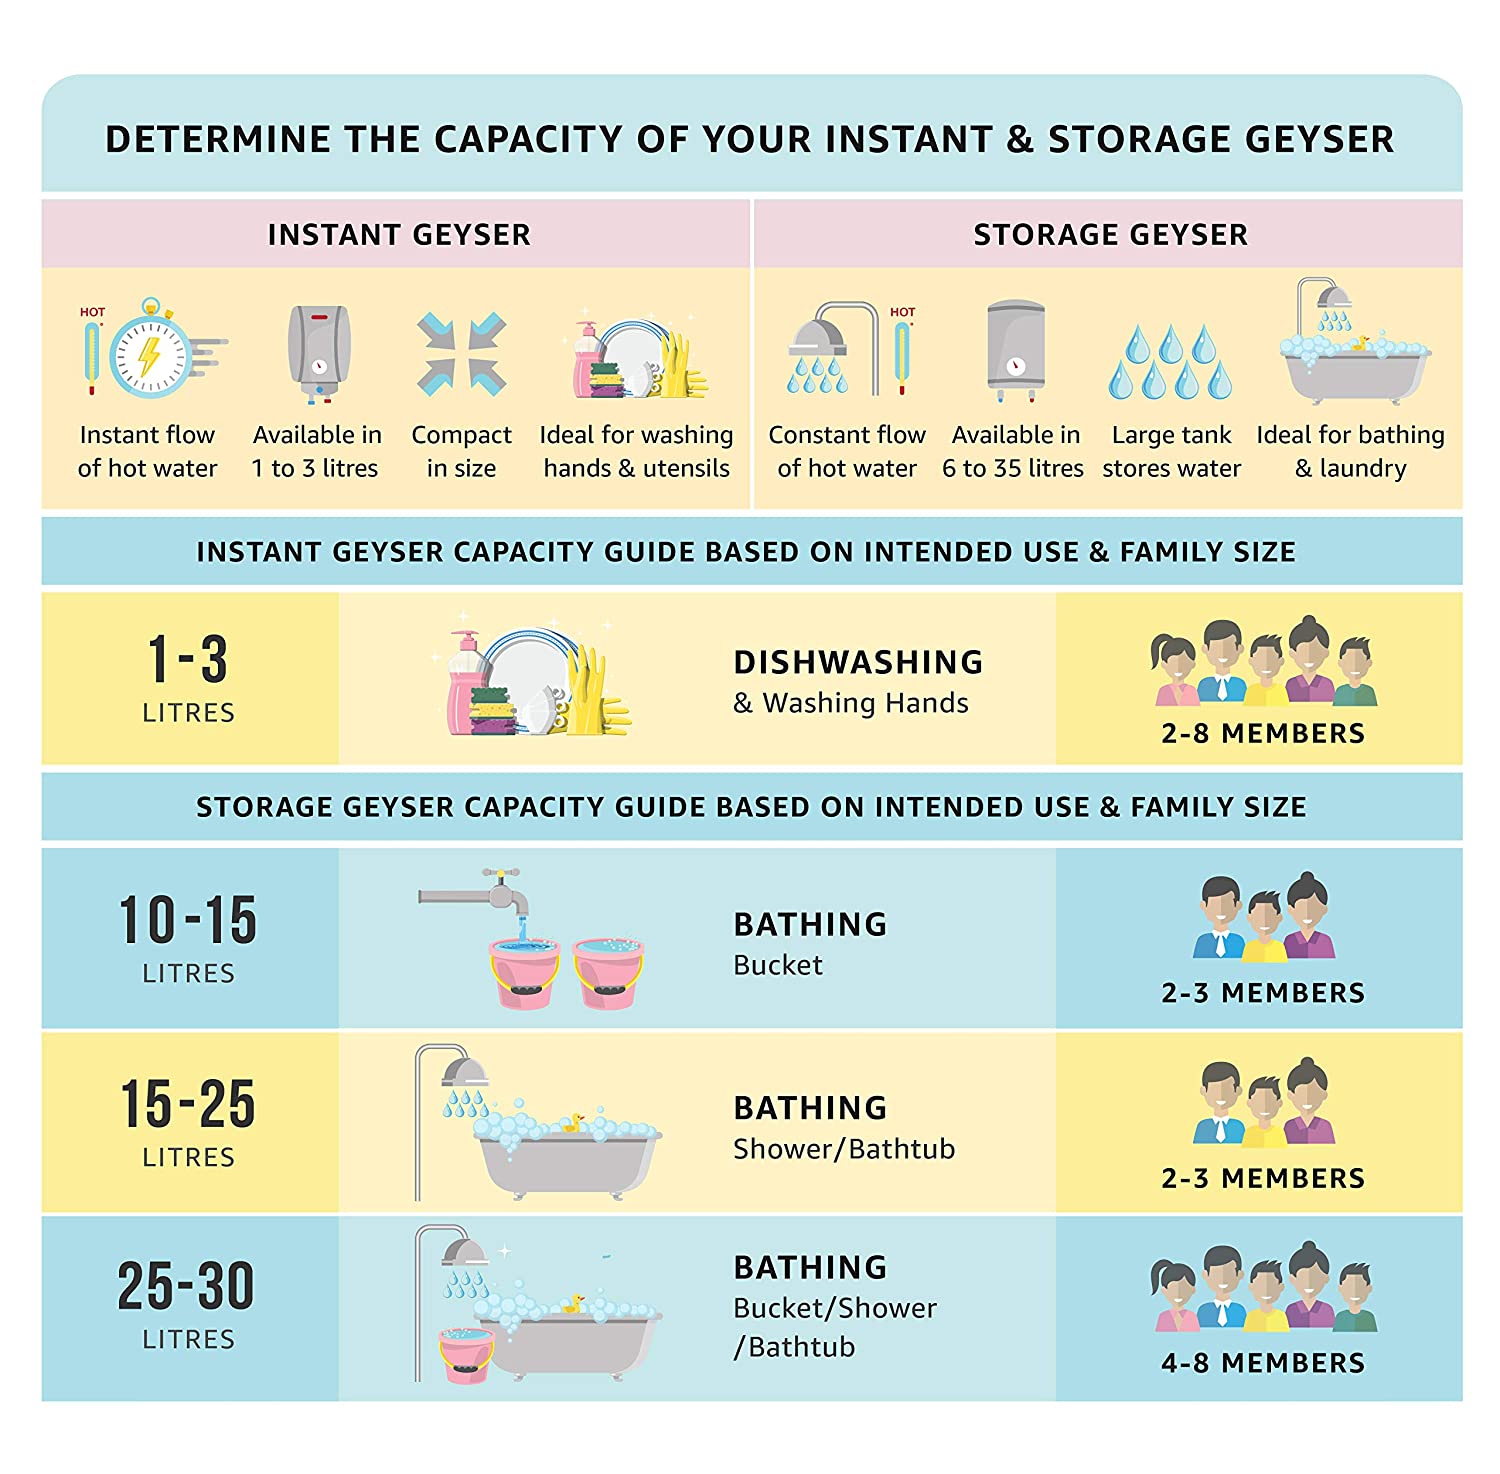 DETERMINE THE CAPACITY OF YOUR INSTANT & STORAGE GEYSER
INSTANT GEYSER
HOT
Instant flow
of hot water
Available in
1 to 3 litres
Compact
in size
Ideal for washing
hands & utensils
STORAGE GEYSER
HOT
Constant flow
of hot water
Available in
6 to 35 litres
Large tank
stores water
Ideal for bathing
& laundry
INSTANT GEYSER CAPACITY GUIDE BASED ON INTENDED USE & FAMILY SIZE
1-3
LITRES
DISHWASHING
& Washing Hands
2-8 MEMBERS
STORAGE GEYSER CAPACITY GUIDE BASED ON INTENDED USE & FAMILY SIZE
10-15
LITRES
BATHING
Bucket
2-3 MEMBERS
15-25
LITRES
BATHING
Shower/Bathtub
2-3 MEMBERS
25-30
LITRES
BATHING
Bucket/Shower
/Bathtub
4-8 MEMBERS